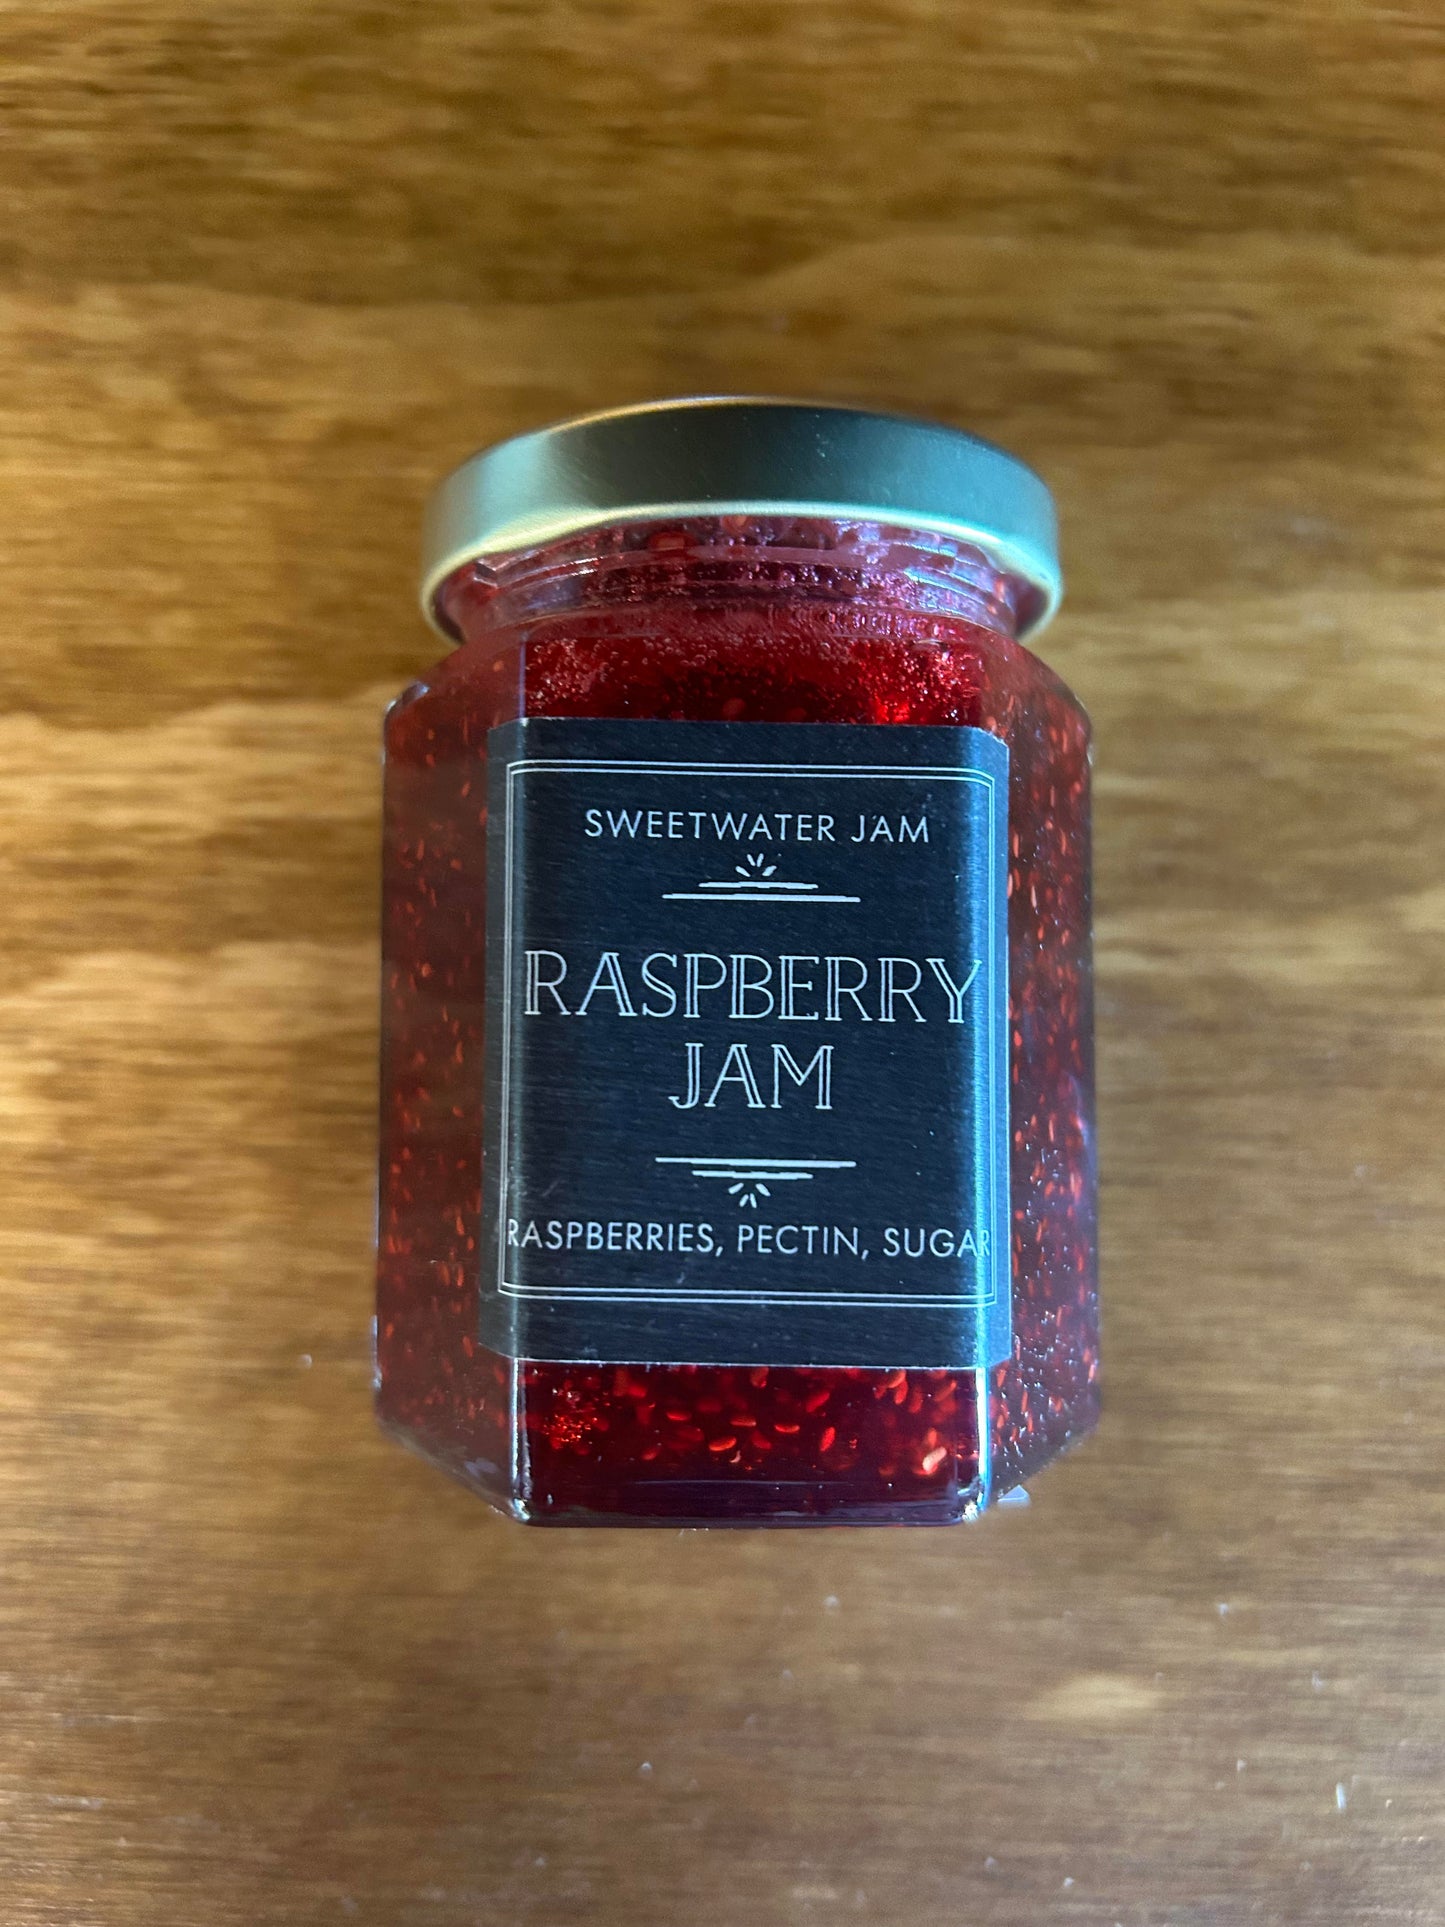 SWEETWATER JAM
RASPBERRY
JAM
RASPBERRIES, PECTIN, SUGAR